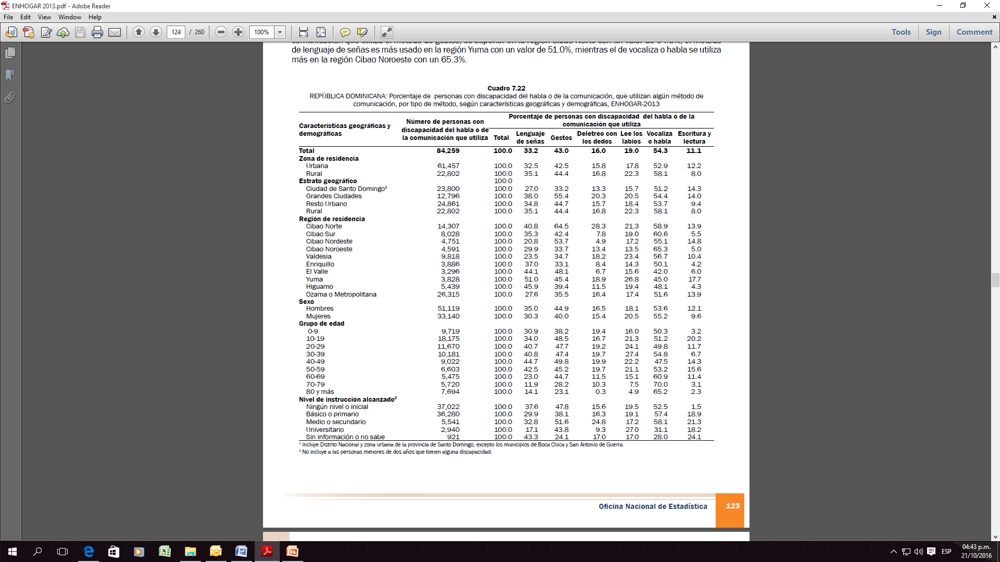 ENHOGAR 2013.pdf - Adobe Reader
File Edit View Window Help
124 / 260 100% Tools Sign Comment
de lenguaje de señas es más usado en la región Yuma con un valor de 51.0%, mientras el de vocaliza o habla se utiliza
más en la región Cibao Noroeste con un 65.3%.
Cuadro 7.22
REPÚBLICA DOMINICANA: Porcentaje de personas con discapacidad del habla o de la comunicación, que utilizan algún método de
comunicación, por tipo de método, según características geográficas y demográficas, ENHOGAR-2013
Características geográficas y demográficas
Número de personas con discapacidad del habla o de la comunicación que utiliza
Porcentaje de personas con discapacidad del habla o de la comunicación que utiliza
Total Lenguaje de señas Gestos Deletreo con los dedos Lee los labios Vocaliza o habla Escritura y lectura
Total 84,259 100.0 33.2 43.0 16.0 19.0 54.3 11.1
Zona de residencia
Urbana 61,457 100.0 32.5 42.5 15.8 17.8 52.9 12.2
Rural 22,802 100.0 35.1 44.4 16.8 22.3 58.1 8.0
Estrato geográfico 100.0
Ciudad de Santo Domingo¹ 23,800 100.0 27.0 33.2 13.3 15.7 51.2 14.3
Grandes Ciudades 12,796 100.0 38.0 55.4 20.3 20.5 54.4 14.0
Resto Urbano 24,861 100.0 34.8 44.7 15.7 18.4 53.7 9.4
Rural 22,802 100.0 35.1 44.4 16.8 22.3 58.1 8.0
Región de residencia
Cibao Norte 14,307 100.0 40.8 64.5 28.3 21.3 58.9 13.9
Cibao Sur 8,028 100.0 35.3 42.4 7.8 19.0 60.6 5.5
Cibao Nordeste 4,751 100.0 20.8 53.7 4.9 17.2 55.1 14.8
Cibao Noroeste 4,591 100.0 29.9 33.7 13.4 13.5 65.3 5.0
Valdesia 9,818 100.0 23.5 34.7 18.2 23.4 56.7 10.4
Enriquillo 3,886 100.0 37.0 33.1 8.4 14.3 50.1 4.2
El Valle 3,296 100.0 44.1 48.1 6.7 15.6 42.0 6.0
Yuma 3,828 100.0 51.0 45.4 18.9 26.8 45.0 17.7
Higuamo 5,439 100.0 45.9 39.4 11.5 19.4 48.1 4.3
Ozama o Metropolitana 26,315 100.0 27.6 35.5 16.4 17.4 51.6 13.9
Sexo
Hombres 51,119 100.0 35.0 44.9 16.5 18.1 53.6 12.1
Mujeres 33,140 100.0 30.3 40.0 15.4 20.5 55.2 9.6
Grupo de edad
0-9 9,719 100.0 30.9 38.2 19.4 16.0 50.3 3.2
10-19 18,175 100.0 34.0 48.5 16.7 21.3 51.2 20.2
20-29 11,670 100.0 40.7 47.7 19.2 24.1 49.8 11.7
30-39 10,181 100.0 40.8 47.4 19.7 27.4 54.8 6.7
40-49 9,022 100.0 44.7 49.8 19.9 22.2 47.5 14.3
50-59 6,603 100.0 42.5 45.2 19.7 21.1 53.2 15.6
60-69 5,475 100.0 23.0 44.7 11.5 15.1 60.9 11.4
70-79 5,720 100.0 11.9 28.2 10.3 7.5 70.0 3.1
80 y más 7,694 100.0 14.1 23.1 0.3 4.9 65.2 2.3
Nivel de instrucción alcanzado²
Ningún nivel o inicial 37,022 100.0 37.6 47.8 15.6 19.5 52.5 1.5
Básico o primario 36,280 100.0 29.9 38.1 16.3 19.1 57.4 18.9
Medio o secundario 5,541 100.0 32.8 51.6 24.8 17.2 58.1 21.3
Universitario 2,940 100.0 17.1 43.8 9.3 27.0 31.1 18.2
Sin información o no sabe 921 100.0 43.3 24.1 17.0 17.0 28.0 24.1
¹ Incluye Distrito Nacional y zona urbana de la provincia de Santo Domingo, excepto los municipios de Boca Chica y San Antonio de Guerra.
² No incluye a las personas menores de dos años que tienen alguna discapacidad.
Oficina Nacional de Estadística 123
ESP
04:43 p.m.
21/10/2016